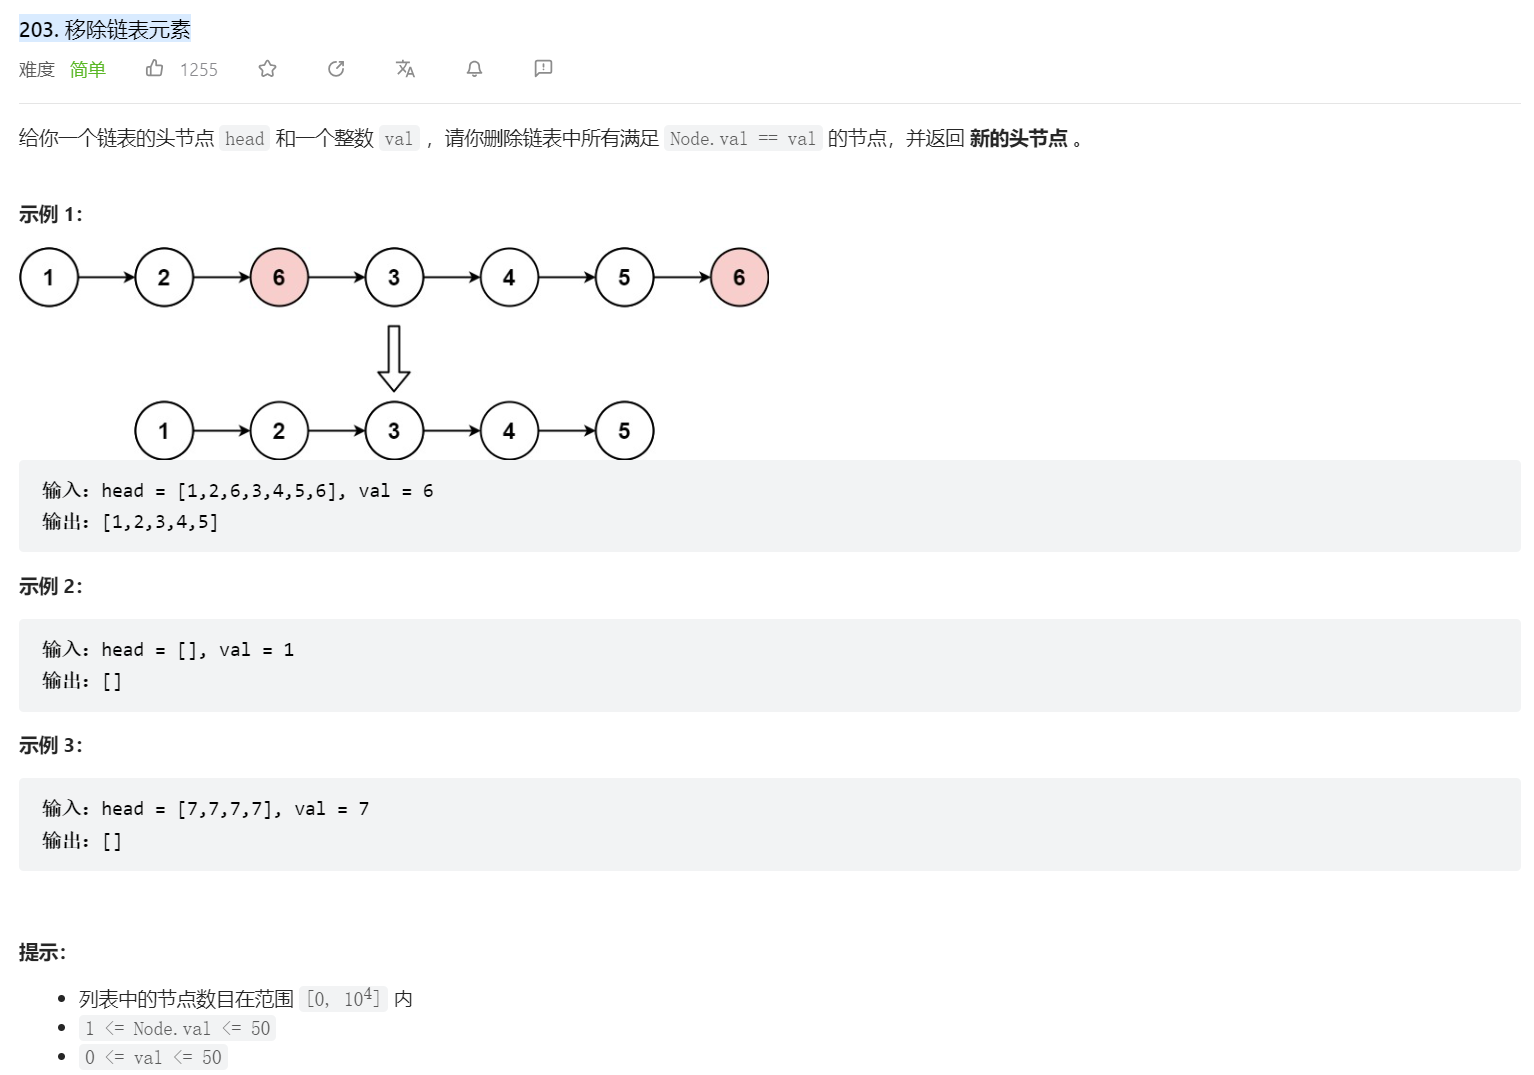 203. 移除链表元素
难度 简单 1255
给你一个链表的头节点 head 和一个整数 val ，请你删除链表中所有满足 Node.val == val 的节点，并返回 新的头节点 。
示例 1：
1 2 6 3 4 5 6
1 2 3 4 5
输入：head = [1,2,6,3,4,5,6], val = 6
输出：[1,2,3,4,5]
示例 2：
输入：head = [], val = 1
输出：[]
示例 3：
输入：head = [7,7,7,7], val = 7
输出：[]
提示：
• 列表中的节点数目在范围 [0, 10⁴] 内
• 1 <= Node.val <= 50
• 0 <= val <= 50